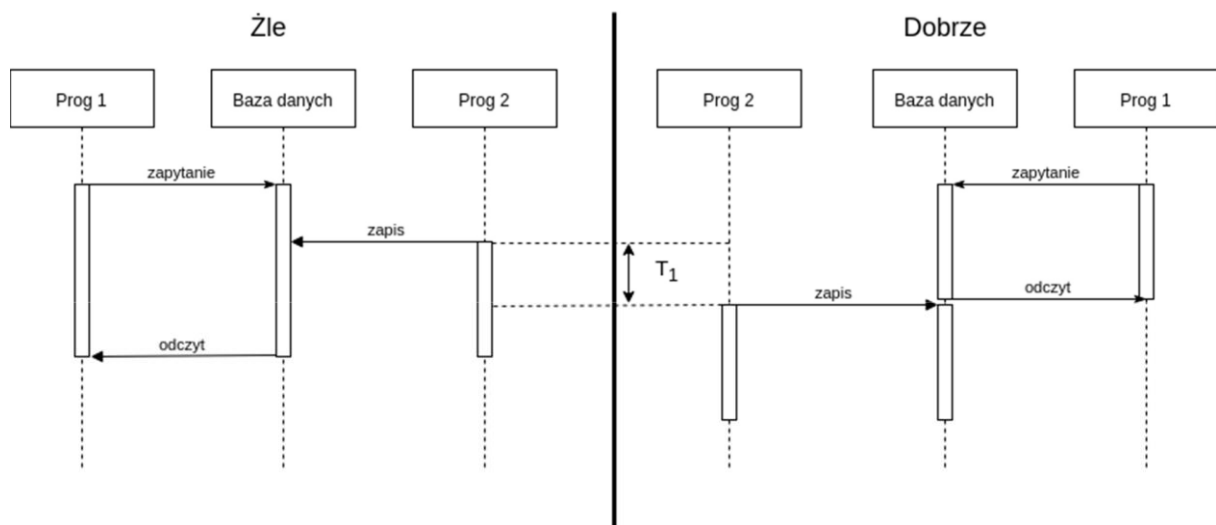 Żle
Dobrze
Prog 1
Baza danych
Prog 2
Prog 2
Baza danych
Prog 1
zapytanie
zapytanie
zapis
T1
odczyt
zapis
odczyt